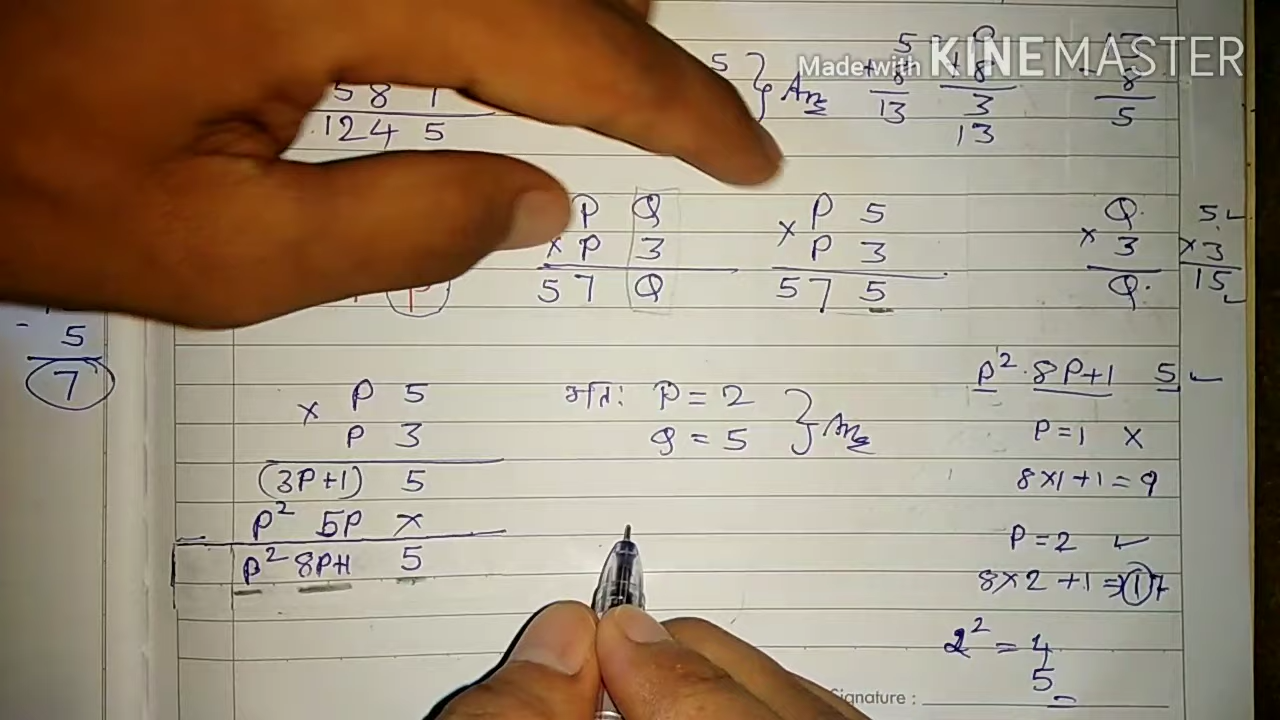 Made with KINEMASTER
5 8 1
1245
5 } Ans
5
+ 8
13
P
+ 8
3
13
- 8
5
P Q
× P 3
5 7 Q
P 5
× P 3
5 7 5
Q
× 3
Q
5
× 3
15
P
- 5
7
P 5
× P 3
(3P+1) 5
P² 5P ×
P² 8P+1 5
अतः P = 2
Q = 5 } Ans
P² 8P+1 5
P=1 ×
8×1+1=9
P=2 ✓
8×2+1=17
2² = 4
5
Signature :